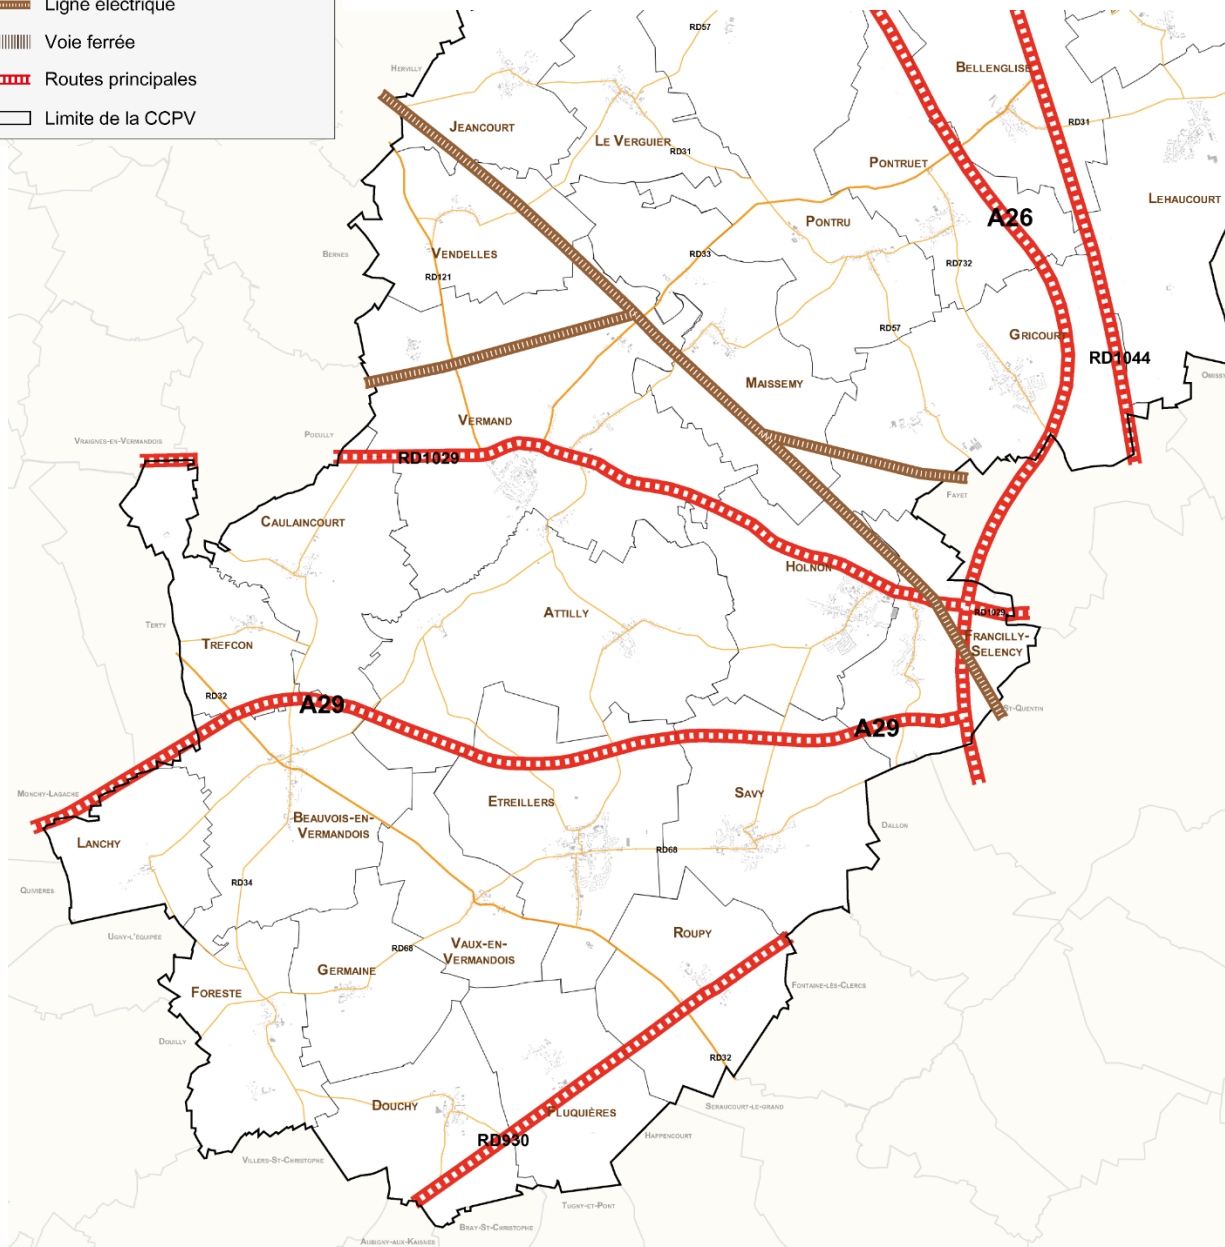 Ligne électrique
Voie ferrée
Routes principales
Limite de la CCPV
RD57
HERVILLY
BELLENGLISE
JEANCOURT
LE VERGUIER
RD31
RD31
PONTRUET
LEHAUCOURT
A26
PONTRU
BERNES
VENDELLES
RD33
RD732
RD121
RD57
GRICOURT
RD1044
OMISSY
MAISSEMY
VERMAND
VRAIGNES-EN-VERMANDOIS
POEUILLY
RD1029
FAYET
CAULAINCOURT
HOLNON
ATTILLY
RD1029
TERTY
TREFCON
FRANCILLY-
SELENCY
RD32
A29
ST-QUENTIN
A29
MONCHY-LAGACHE
ETREILLERS
SAVY
BEAUVOIS-EN-
VERMANDOIS
DALLON
LANCHY
RD68
RD34
QUIVIÈRES
UGNY-L'EQUIPÉE
ROUPY
RD68
VAUX-EN-
VERMANDOIS
GERMAINE
FONTAINE-LÈS-CLERCS
FORESTE
DOUILLY
RD32
DOUCHY
FLUQUIÈRES
SERAUCOURT-LE-GRAND
RD930
HAPPENCOURT
VILLERS-ST-CHRISTOPHE
TUGNY-ET-PONT
BRAY-ST-CHRISTOPHE
AUBIGNY-AUX-KAISNES